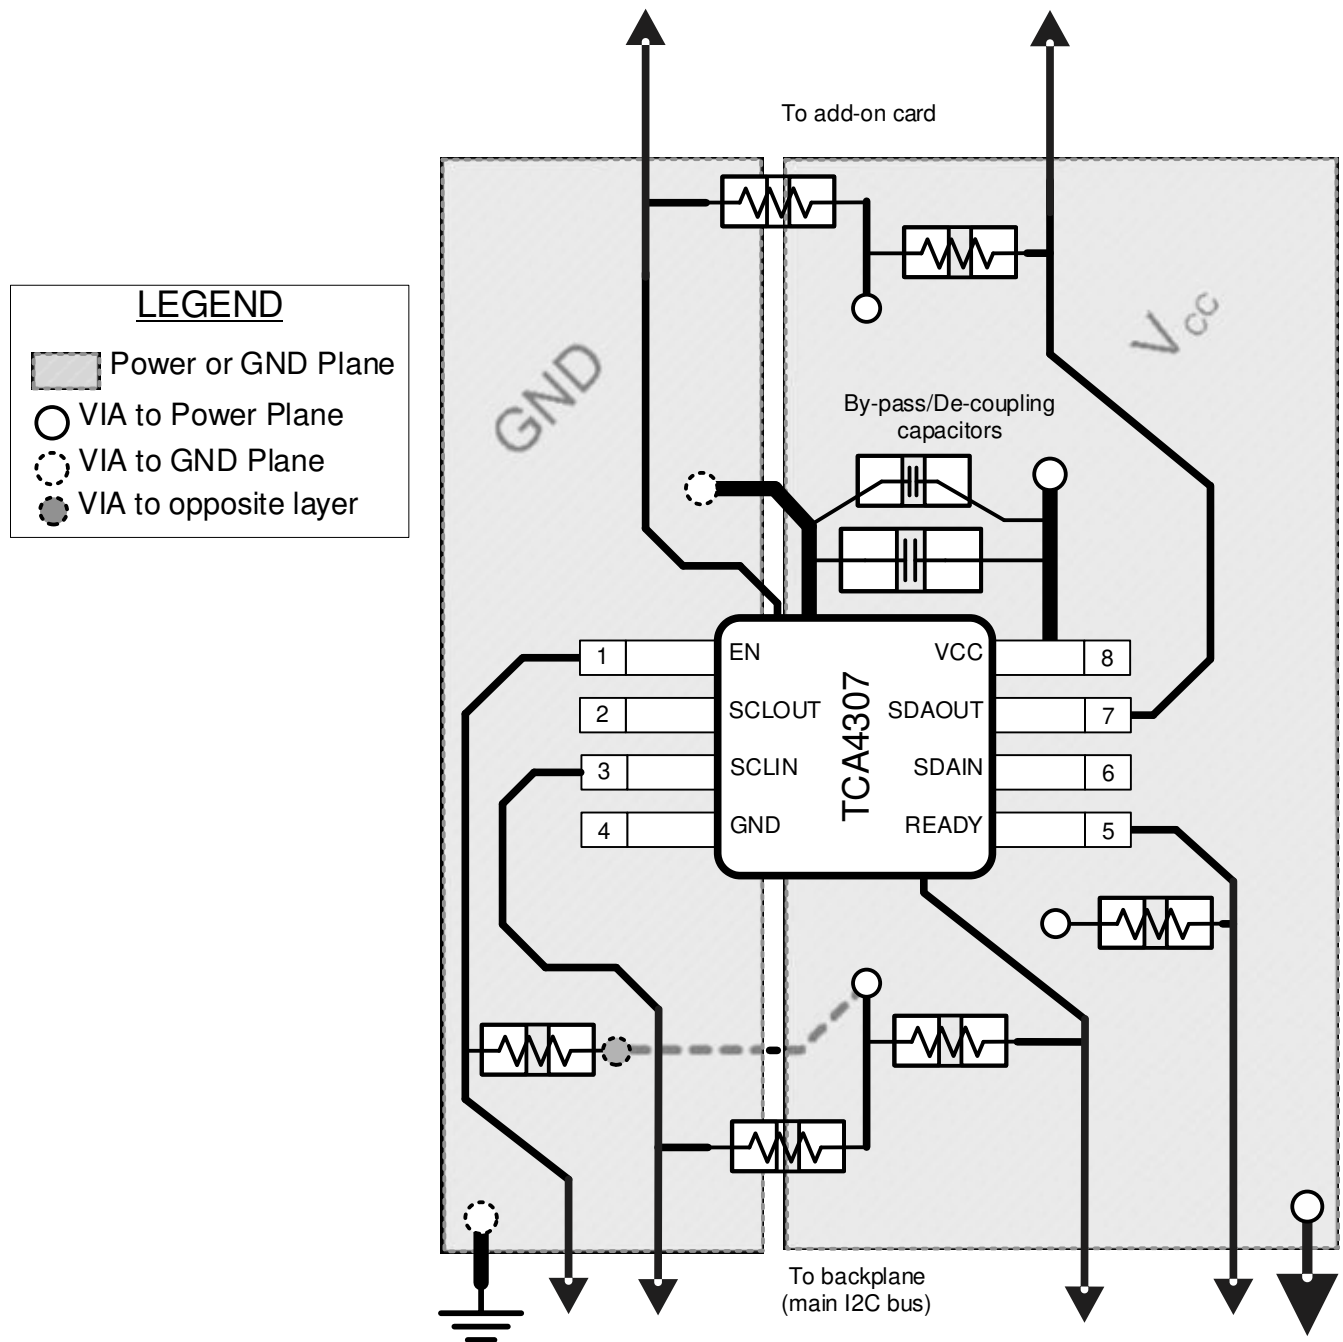 To add-on card
LEGEND
Power or GND Plane
VIA to Power Plane
VIA to GND Plane
VIA to opposite layer
GND
VCC
By-pass/De-coupling
capacitors
1 EN VCC 8
2 SCLOUT SDAOUT 7
3 SCLIN SDAIN 6
4 GND READY 5
TCA4307
To backplane
(main I2C bus)